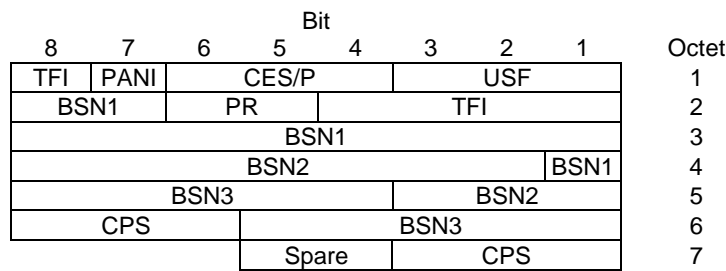 Bit
8 7 6 5 4 3 2 1 Octet
TFI PANI CES/P USF 1
BSN1 PR TFI 2
BSN1 3
BSN2 BSN1 4
BSN3 BSN2 5
CPS BSN3 6
Spare CPS 7